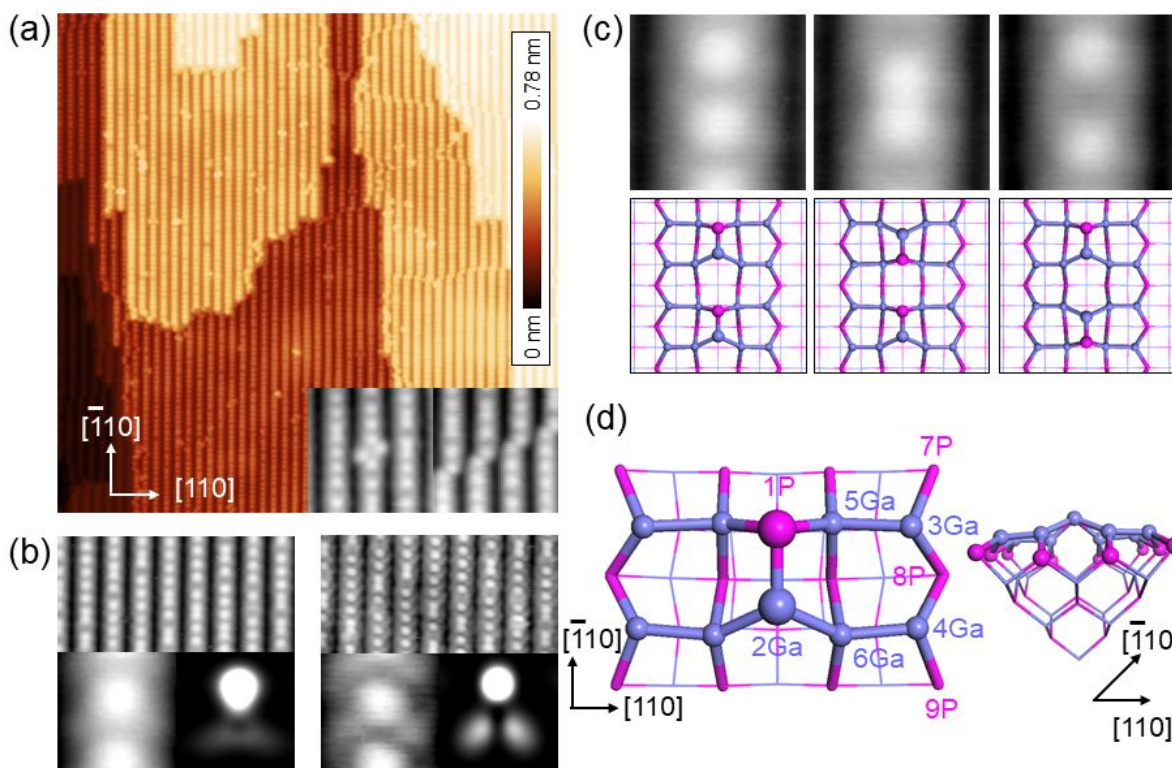 (a)
0.78 nm
0 nm
[1̄10]
[110]
(b)
(c)
(d)
7P
1P
5Ga
3Ga
8P
4Ga
2Ga
6Ga
9P
[1̄10]
[110]
[1̄10]
[110]